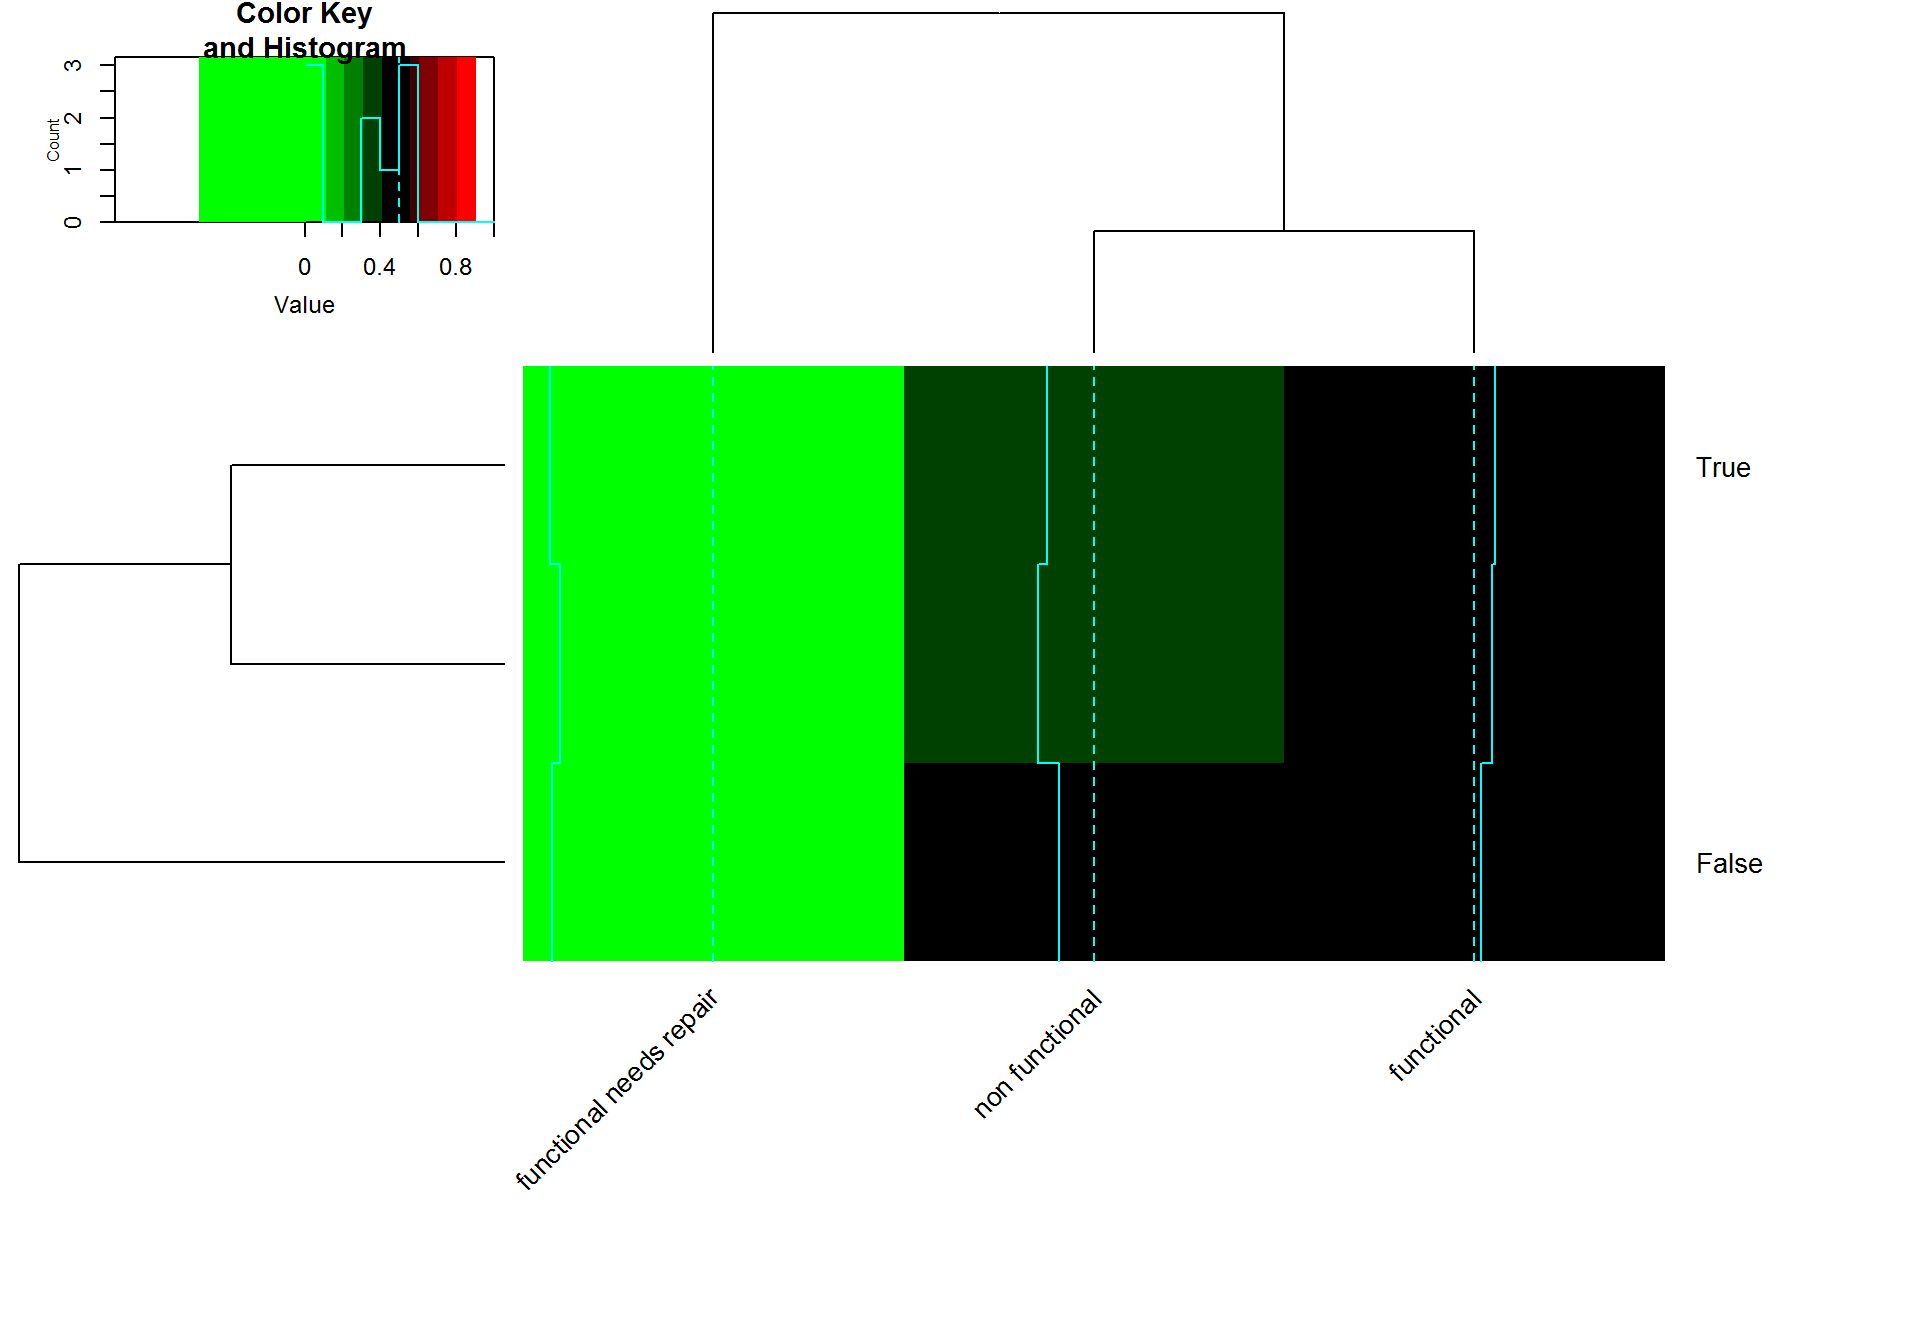 Color Key
and Histogram
Count
0 1 2 3
0 0.4 0.8
Value
True
False
functional needs repair
non functional
functional